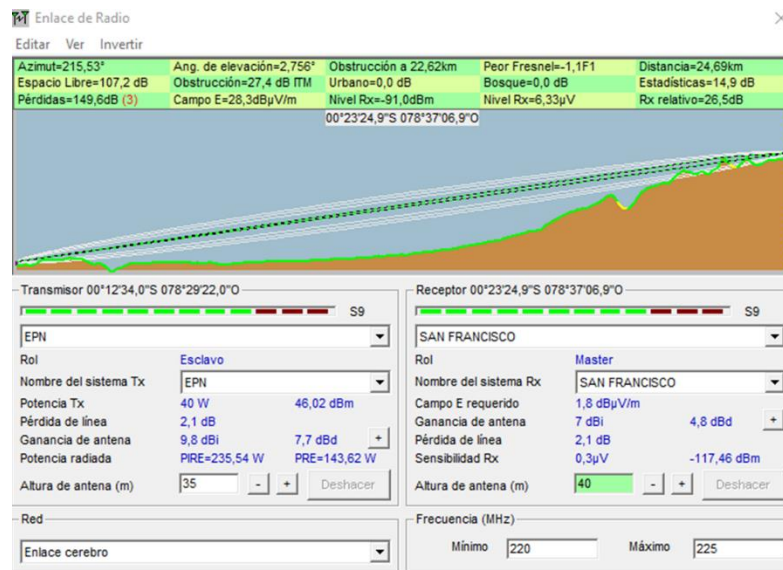 Enlace de Radio
Editar Ver Invertir
Azimut=215,53° Ang. de elevación=2,756° Obstrucción a 22,62km Peor Fresnel=-1,1F1 Distancia=24,69km
Espacio Libre=107,2 dB Obstrucción=27,4 dB ITM Urbano=0,0 dB Bosque=0,0 dB Estadísticas=14,9 dB
Pérdidas=149,6dB (3) Campo E=28,3dBµV/m Nivel Rx=-91,0dBm Nivel Rx=6,33µV Rx relativo=26,5dB
00°23'24,9"S 078°37'06,9"O
Transmisor 00°12'34,0"S 078°29'22,0"O
S9
EPN
Rol Esclavo
Nombre del sistema Tx EPN
Potencia Tx 40 W 46,02 dBm
Pérdida de línea 2,1 dB
Ganancia de antena 9,8 dBi 7,7 dBd +
Potencia radiada PIRE=235,54 W PRE=143,62 W
Altura de antena (m) 35 - + Deshacer
Red
Enlace cerebro
Receptor 00°23'24,9"S 078°37'06,9"O
S9
SAN FRANCISCO
Rol Master
Nombre del sistema Rx SAN FRANCISCO
Campo E requerido 1,8 dBµV/m
Ganancia de antena 7 dBi 4,8 dBd +
Pérdida de línea 2,1 dB
Sensibilidad Rx 0,3µV -117,46 dBm
Altura de antena (m) 40 - + Deshacer
Frecuencia (MHz)
Mínimo 220 Máximo 225